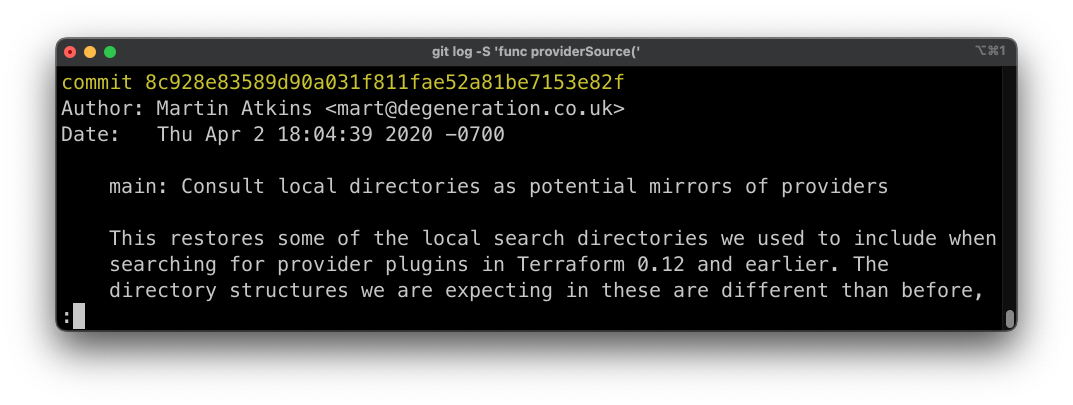 git log -S 'func providerSource('
⌥⌘1
commit 8c928e83589d90a031f811fae52a81be7153e82f
Author: Martin Atkins <mart@degeneration.co.uk>
Date:   Thu Apr 2 18:04:39 2020 -0700
main: Consult local directories as potential mirrors of providers
This restores some of the local search directories we used to include when
searching for provider plugins in Terraform 0.12 and earlier. The
directory structures we are expecting in these are different than before,
: